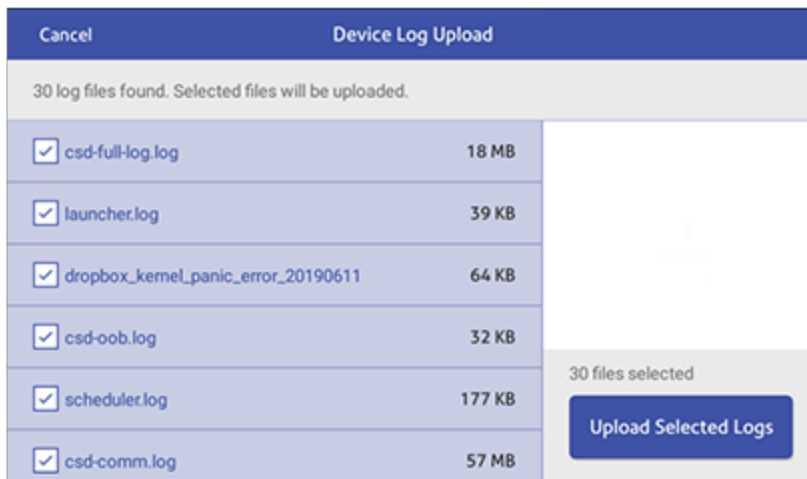 Cancel Device Log Upload
30 log files found. Selected files will be uploaded.
csd-full-log.log 18 MB
launcher.log 39 KB
dropbox_kernel_panic_error_20190611 64 KB
csd-oob.log 32 KB
scheduler.log 177 KB
csd-comm.log 57 MB
30 files selected
Upload Selected Logs